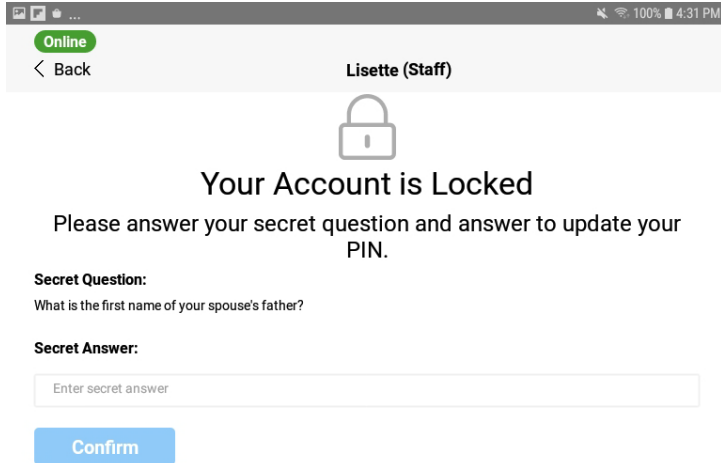 ... 100% 4:31 PM
Online
Back
Lisette (Staff)
Your Account is Locked
Please answer your secret question and answer to update your
PIN.
Secret Question:
What is the first name of your spouse's father?
Secret Answer:
Enter secret answer
Confirm